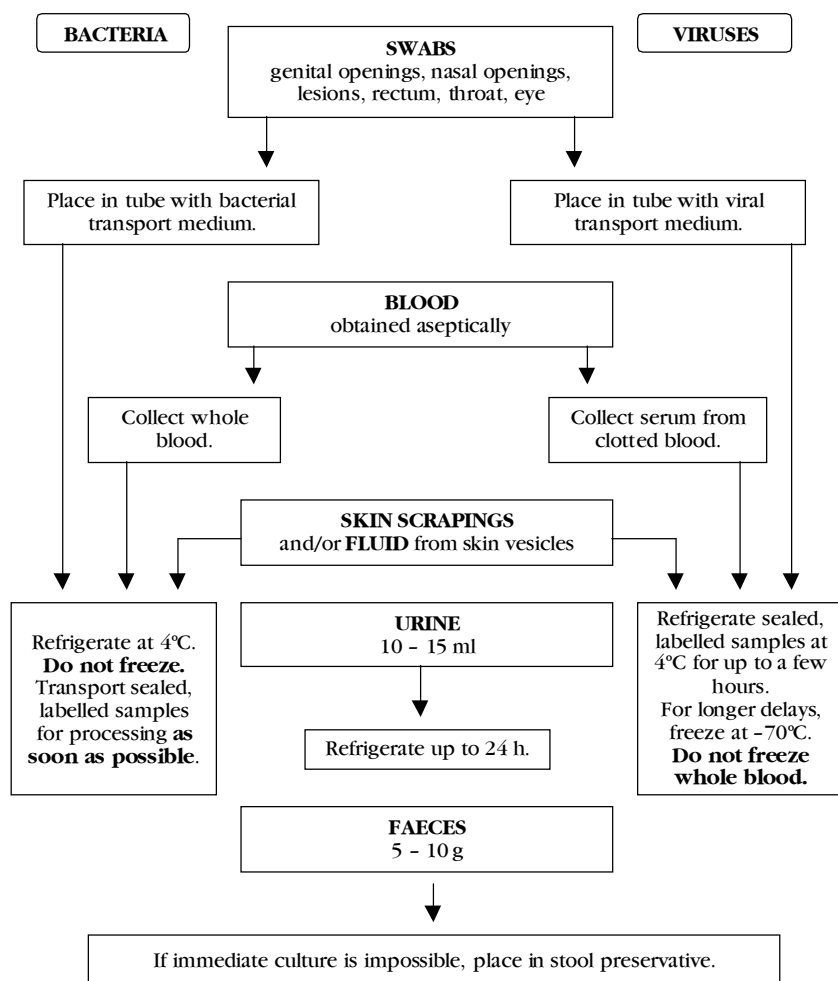 BACTERIA
SWABS
genital openings, nasal openings,
lesions, rectum, throat, eye
VIRUSES
Place in tube with bacterial
transport medium.
Place in tube with viral
transport medium.
BLOOD
obtained aseptically
Collect whole
blood.
Collect serum from
clotted blood.
SKIN SCRAPINGS
and/or FLUID from skin vesicles
Refrigerate at 4ºC.
Do not freeze.
Transport sealed,
labelled samples
for processing as
soon as possible.
URINE
10 – 15 ml
Refrigerate up to 24 h.
Refrigerate sealed,
labelled samples at
4ºC for up to a few
hours.
For longer delays,
freeze at –70ºC.
Do not freeze
whole blood.
FAECES
5 – 10 g
If immediate culture is impossible, place in stool preservative.